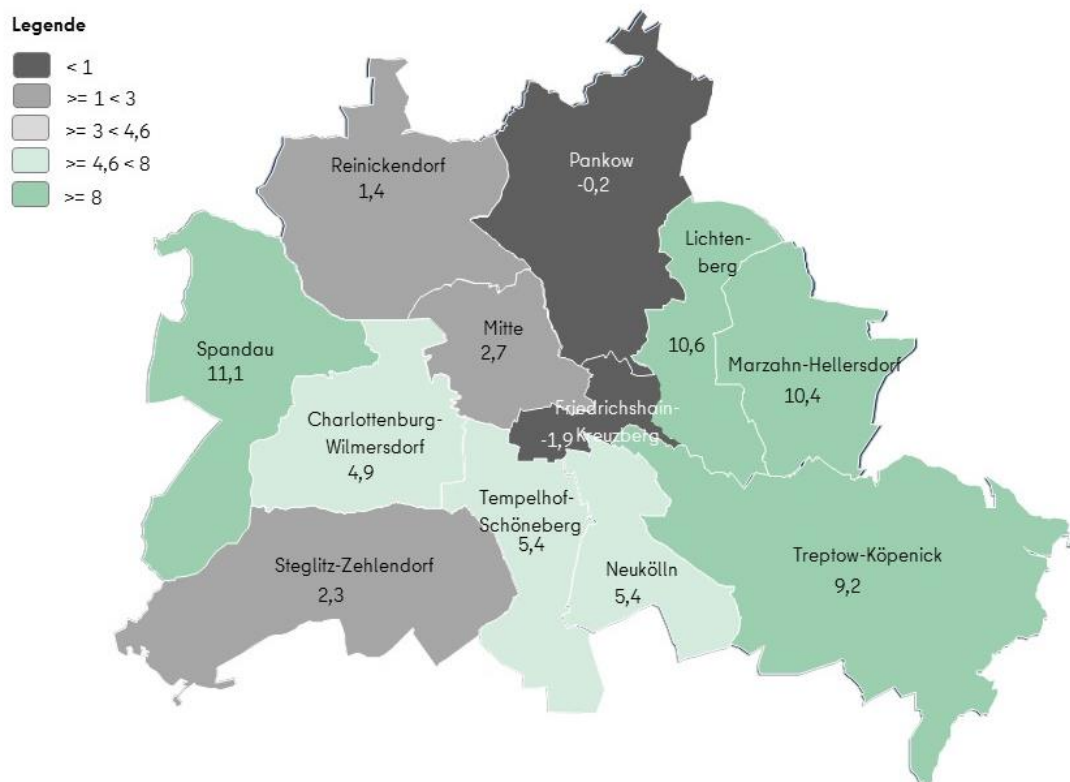 Legende
< 1
>= 1 < 3
>= 3 < 4,6
>= 4,6 < 8
>= 8
Reinickendorf
1,4
Pankow
-0,2
Lichten-
berg
10,6
Mitte
2,7
Spandau
11,1
Marzahn-Hellersdorf
10,4
Charlottenburg-
Wilmersdorf
4,9
Friedrichshain-
Kreuzberg
-1,9
Tempelhof-
Schöneberg
5,4
Steglitz-Zehlendorf
2,3
Neukölln
5,4
Treptow-Köpenick
9,2